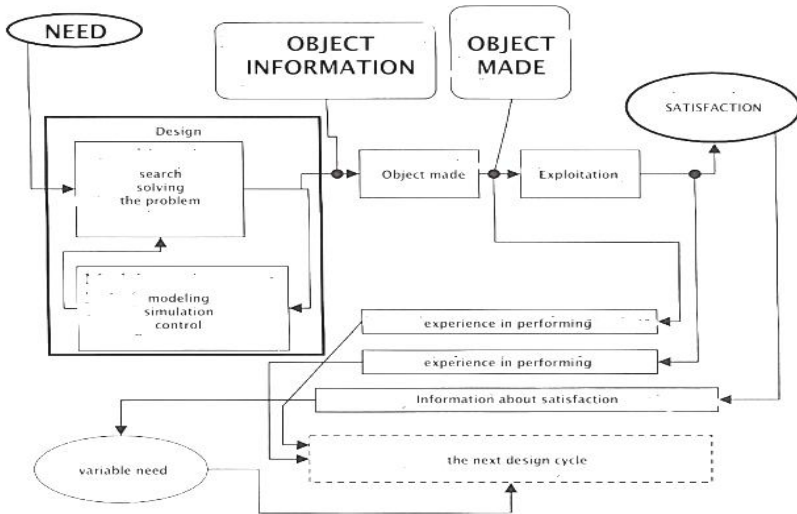 NEED
OBJECT
INFORMATION
OBJECT
MADE
SATISFACTION
Design
search
solving
the problem
Object made
Exploitation
modeling
simulation
control
experience in performing
experience in performing
Information about satisfaction
variable need
the next design cycle